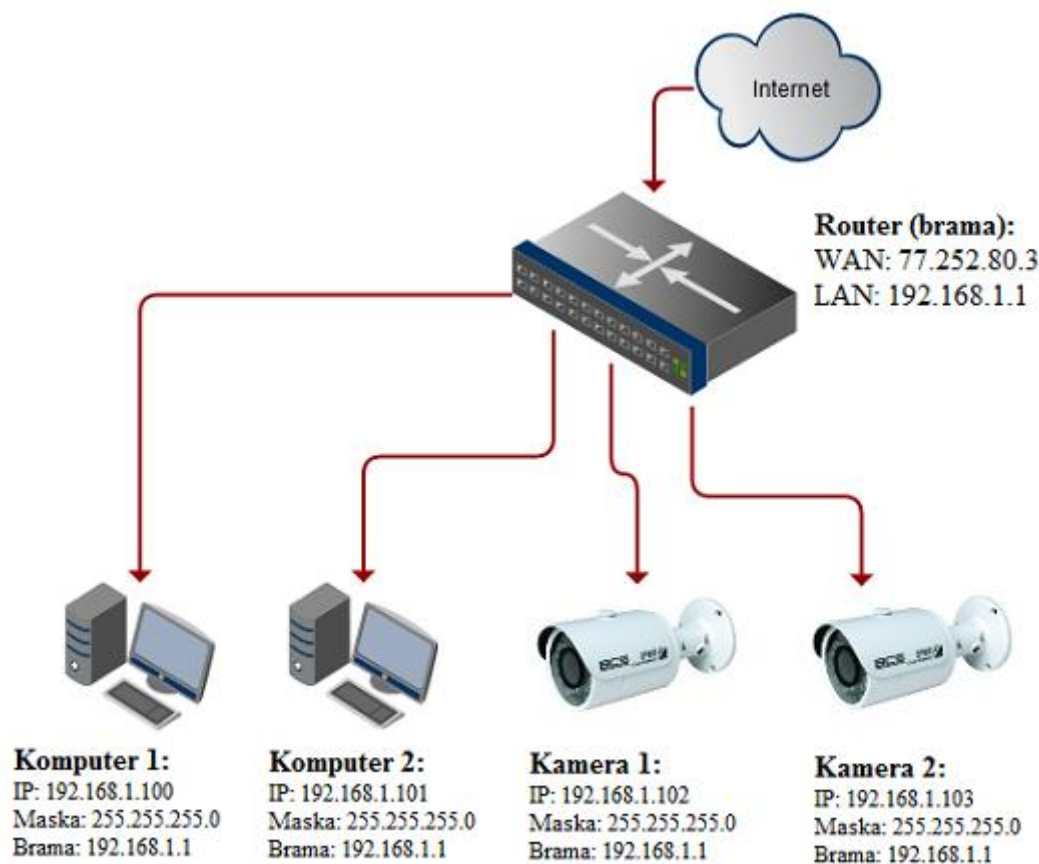 Internet
Router (brama):
WAN: 77.252.80.3
LAN: 192.168.1.1
Komputer 1:
IP: 192.168.1.100
Maska: 255.255.255.0
Brama: 192.168.1.1
Komputer 2:
IP: 192.168.1.101
Maska: 255.255.255.0
Brama: 192.168.1.1
BCS
Kamera 1:
IP: 192.168.1.102
Maska: 255.255.255.0
Brama: 192.168.1.1
BCS
Kamera 2:
IP: 192.168.1.103
Maska: 255.255.255.0
Brama: 192.168.1.1